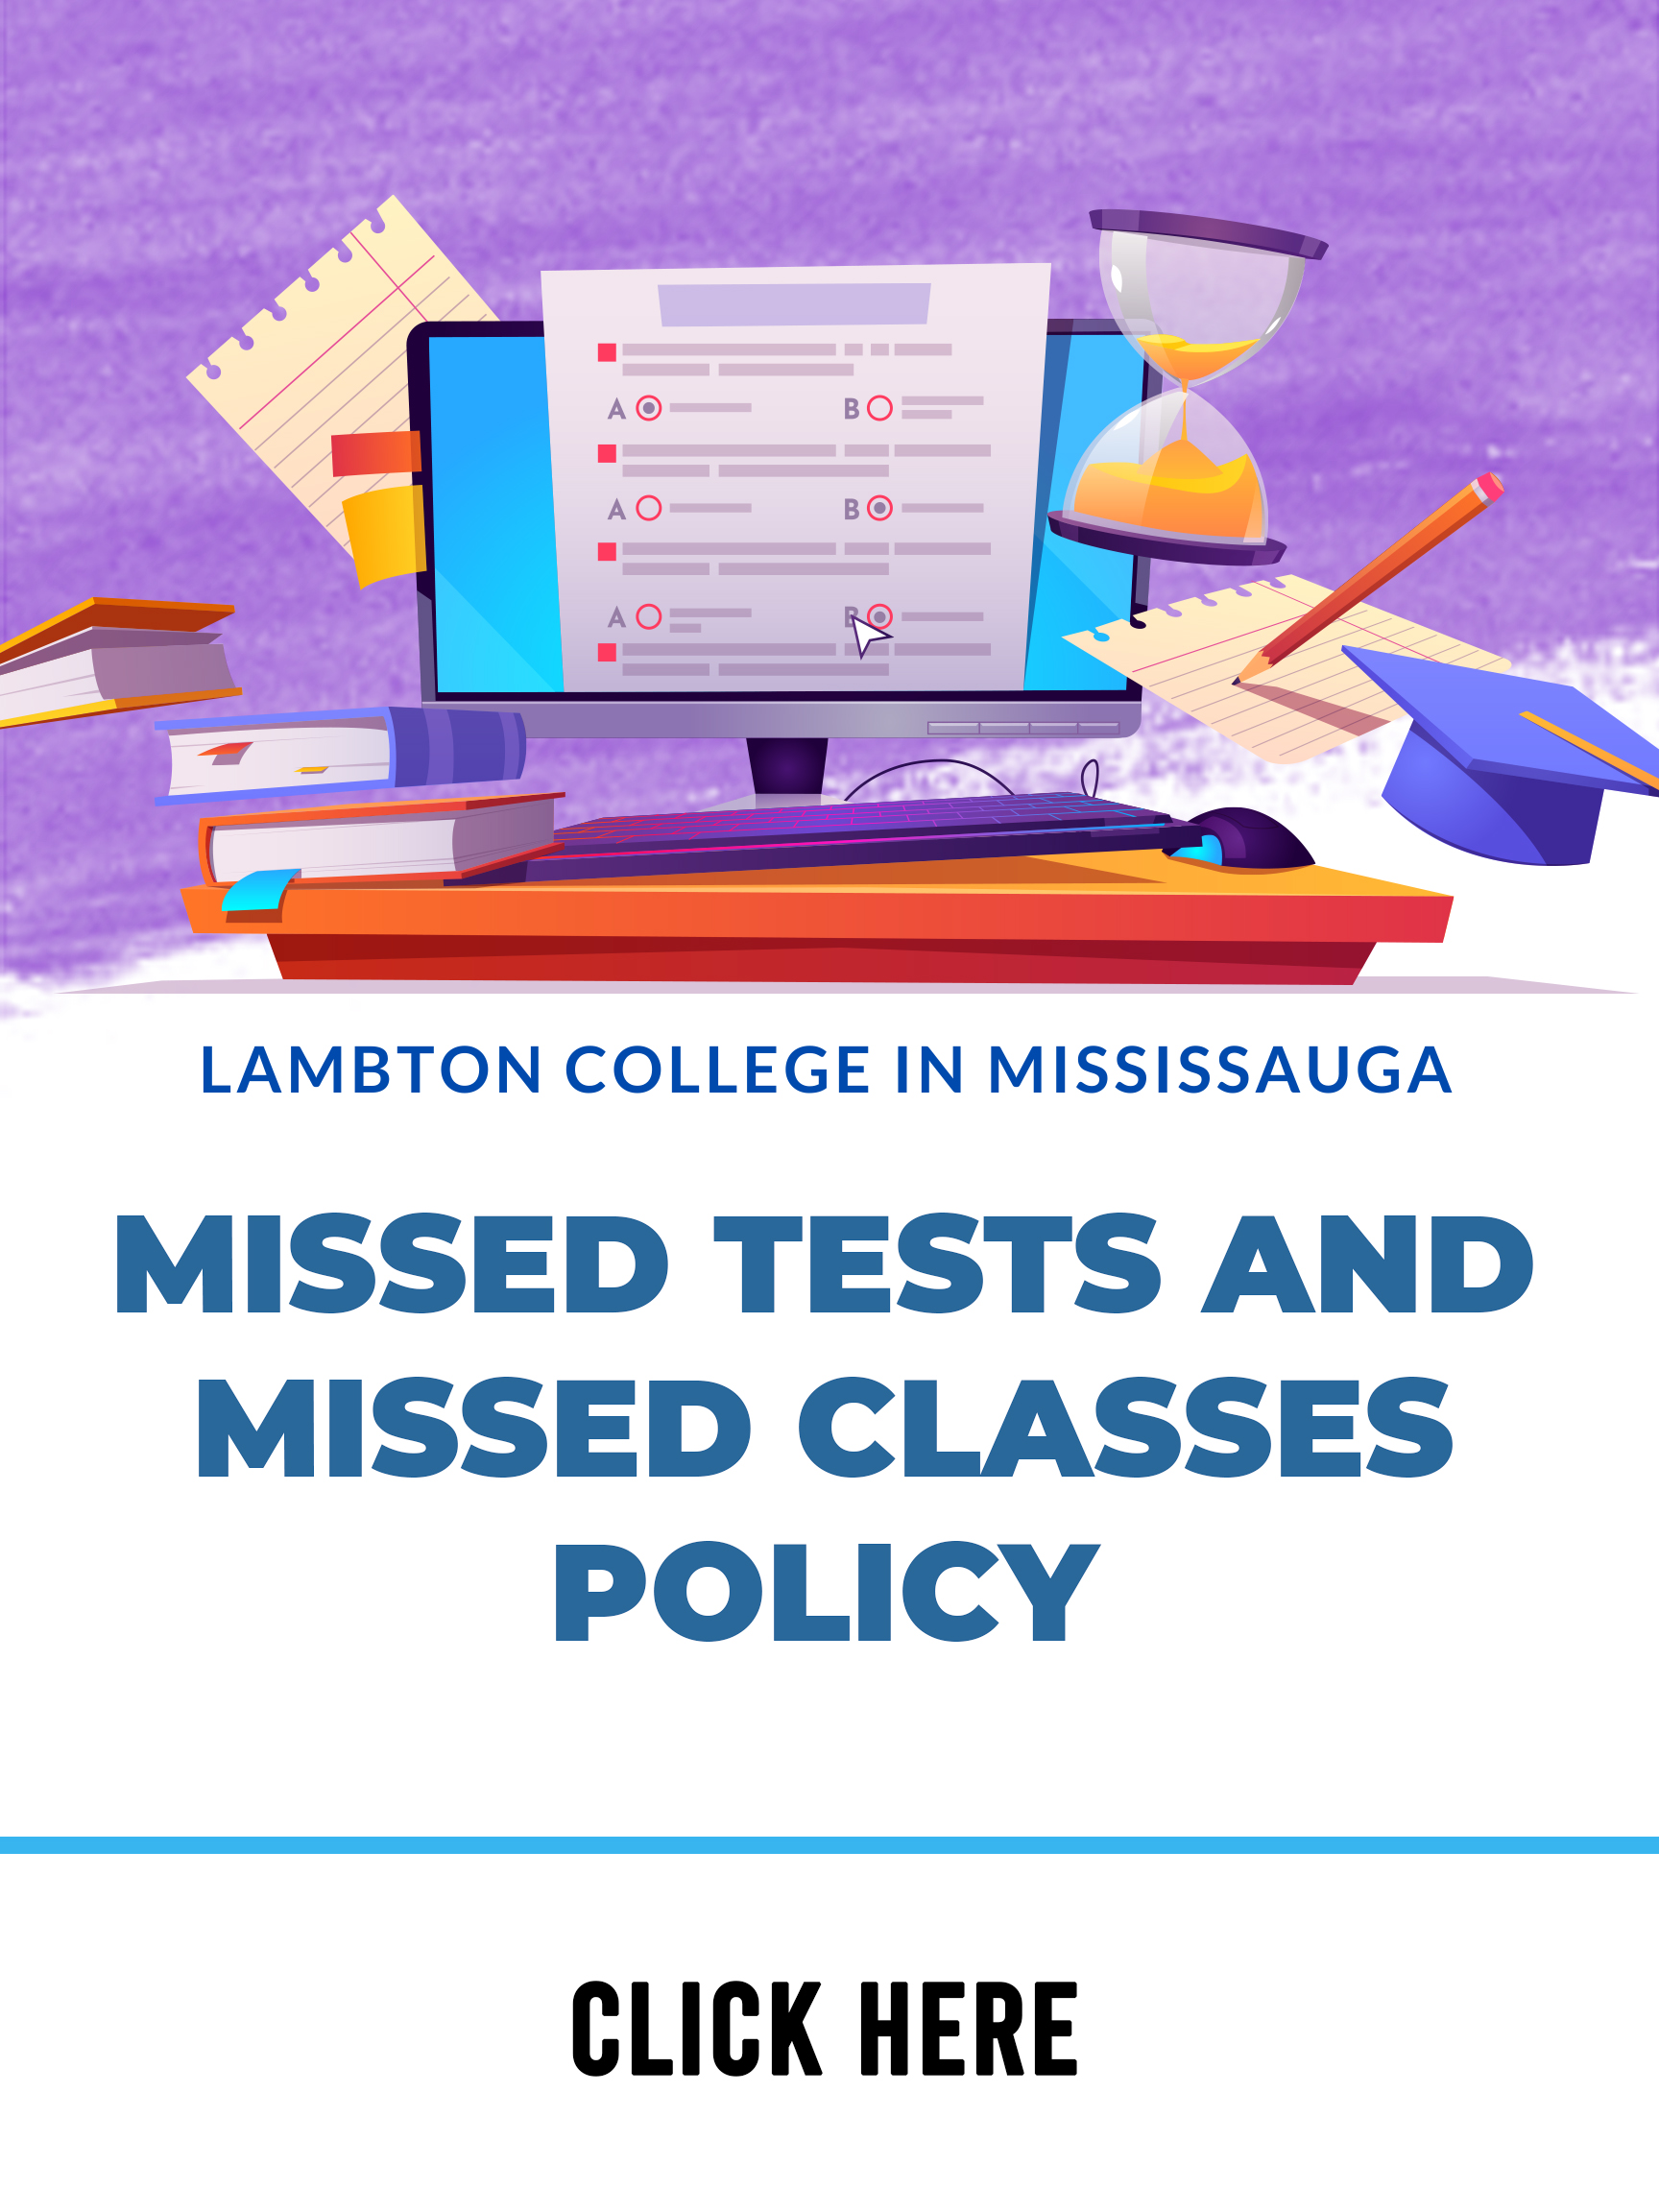 A
B
A
B
A
B
LAMBTON COLLEGE IN MISSISSAUGA
MISSED TESTS AND
MISSED CLASSES
POLICY
CLICK HERE